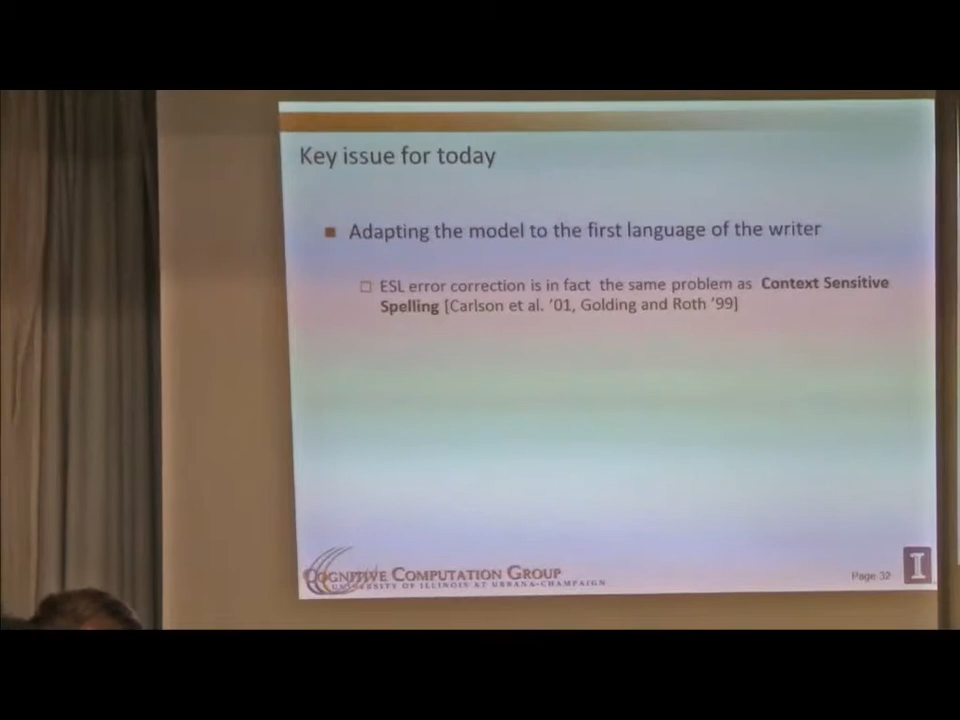 Key issue for today
Adapting the model to the first language of the writer
ESL error correction is in fact the same problem as Context Sensitive
Spelling [Carlson et al. '01, Golding and Roth '99]
COGNITIVE COMPUTATION GROUP
UNIVERSITY OF ILLINOIS AT URBANA-CHAMPAIGN
Page 32
I